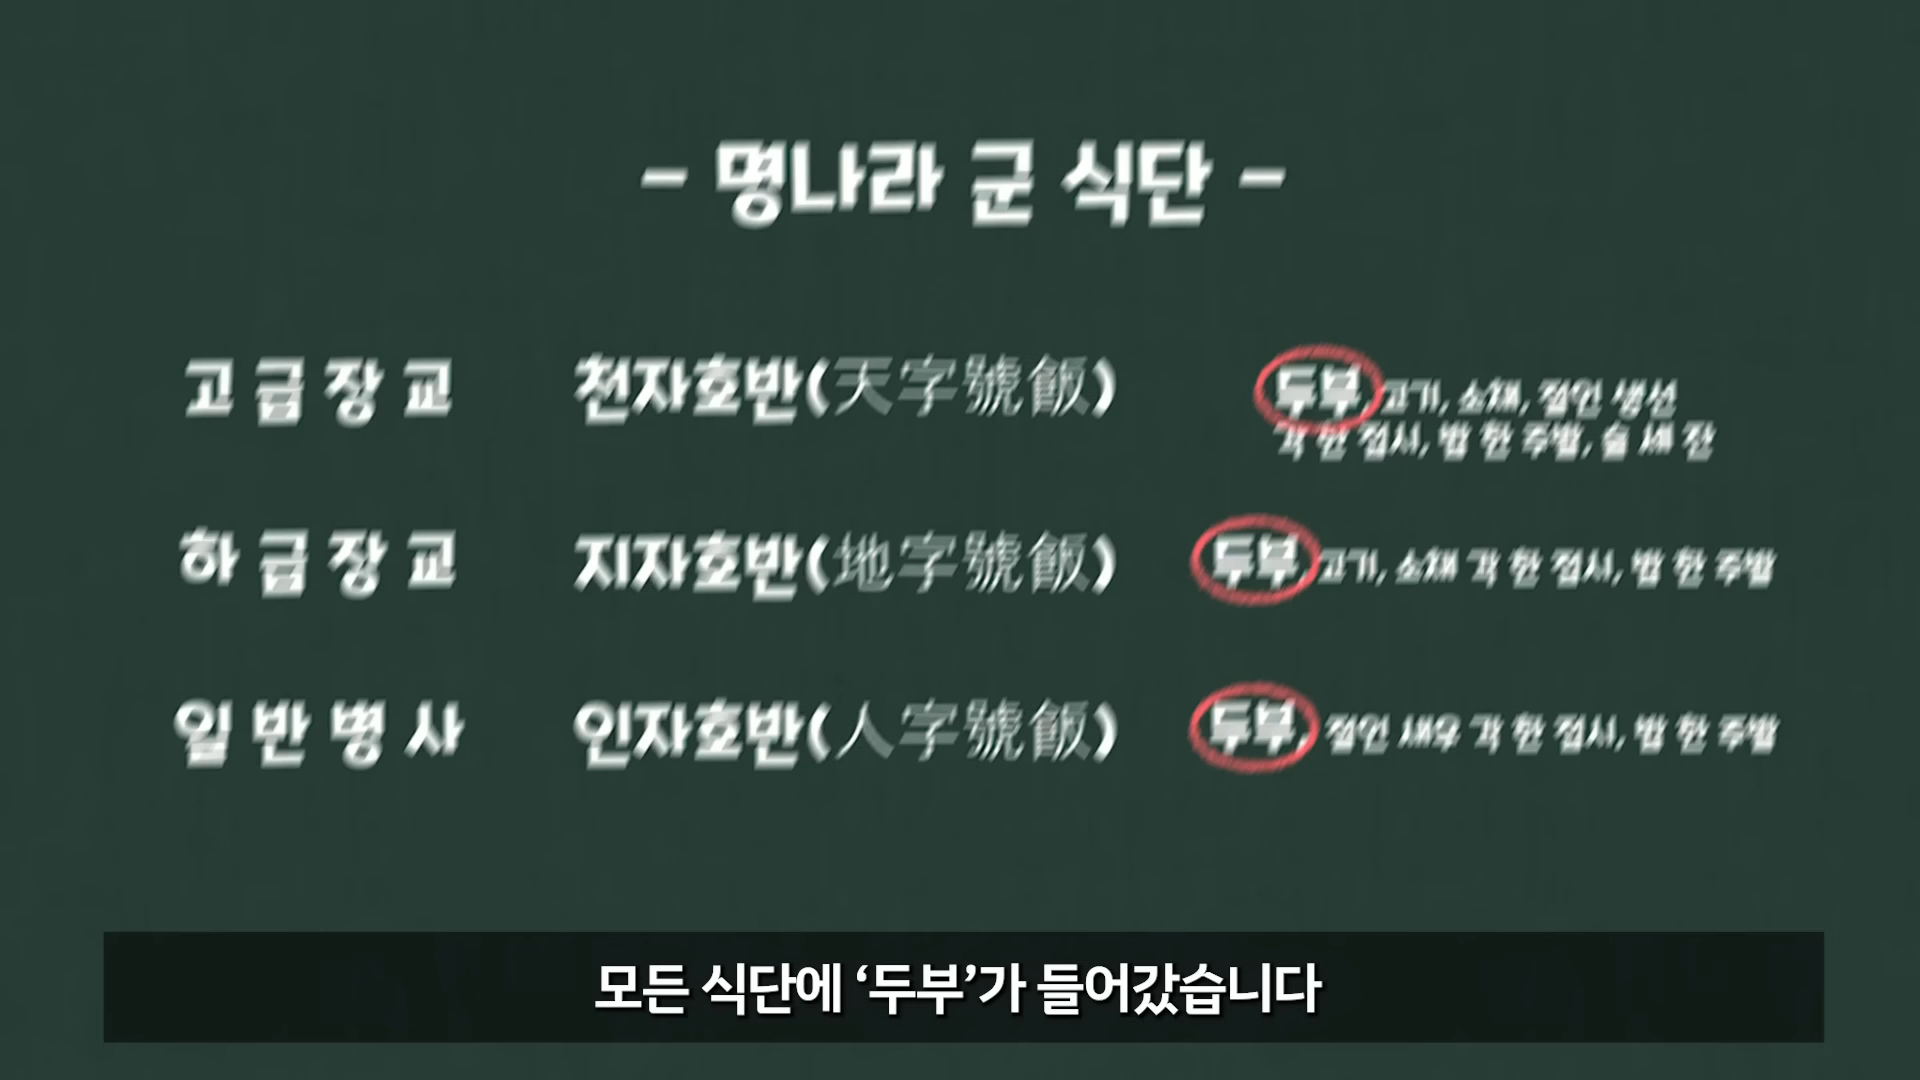 - 명나라 군 식단 -
고급장교 천자호반(天字號飯) 두부, 고기, 소채, 절인
한 접시, 밥 한 주발, 술 세 잔
하급장교 지자호반(地字號飯) 두부, 고기, 소채 각 한 접시, 밥 한 주발
일반병사 인자호반(人字號飯) 두부, 절인 새우 각 한 접시, 밥 한 주발
모든 식단에 ‘두부’가 들어갔습니다